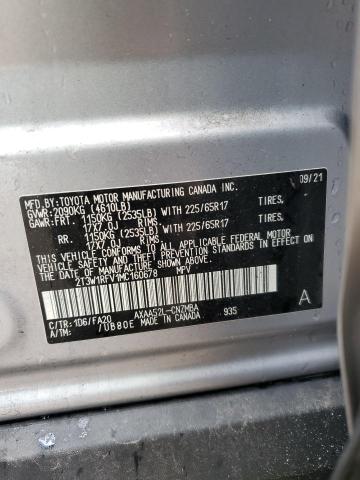 MFD. BY: TOYOTA MOTOR MANUFACTURING CANADA INC. 09/21
GVWR: 2090KG (4610LB)
GAWR: FRT. 1150KG (2535LB) WITH 225/65R17 TIRES,
17X7.0J RIMS,
RR. 1150KG (2535LB) WITH 225/65R17 TIRES,
17X7.0J RIMS,
THIS VEHICLE CONFORMS TO ALL APPLICABLE FEDERAL MOTOR
VEHICLE SAFETY STANDARDS IN EFFECT ON THE DATE OF
MANUFACTURE SHOWN ABOVE.
2T3W1RFV1MC160678 MPV
A
C/TR: 1D6/FA20 AXAA52L-CNZMBA
A/TM: /UB80E MADE IN CANADA 935